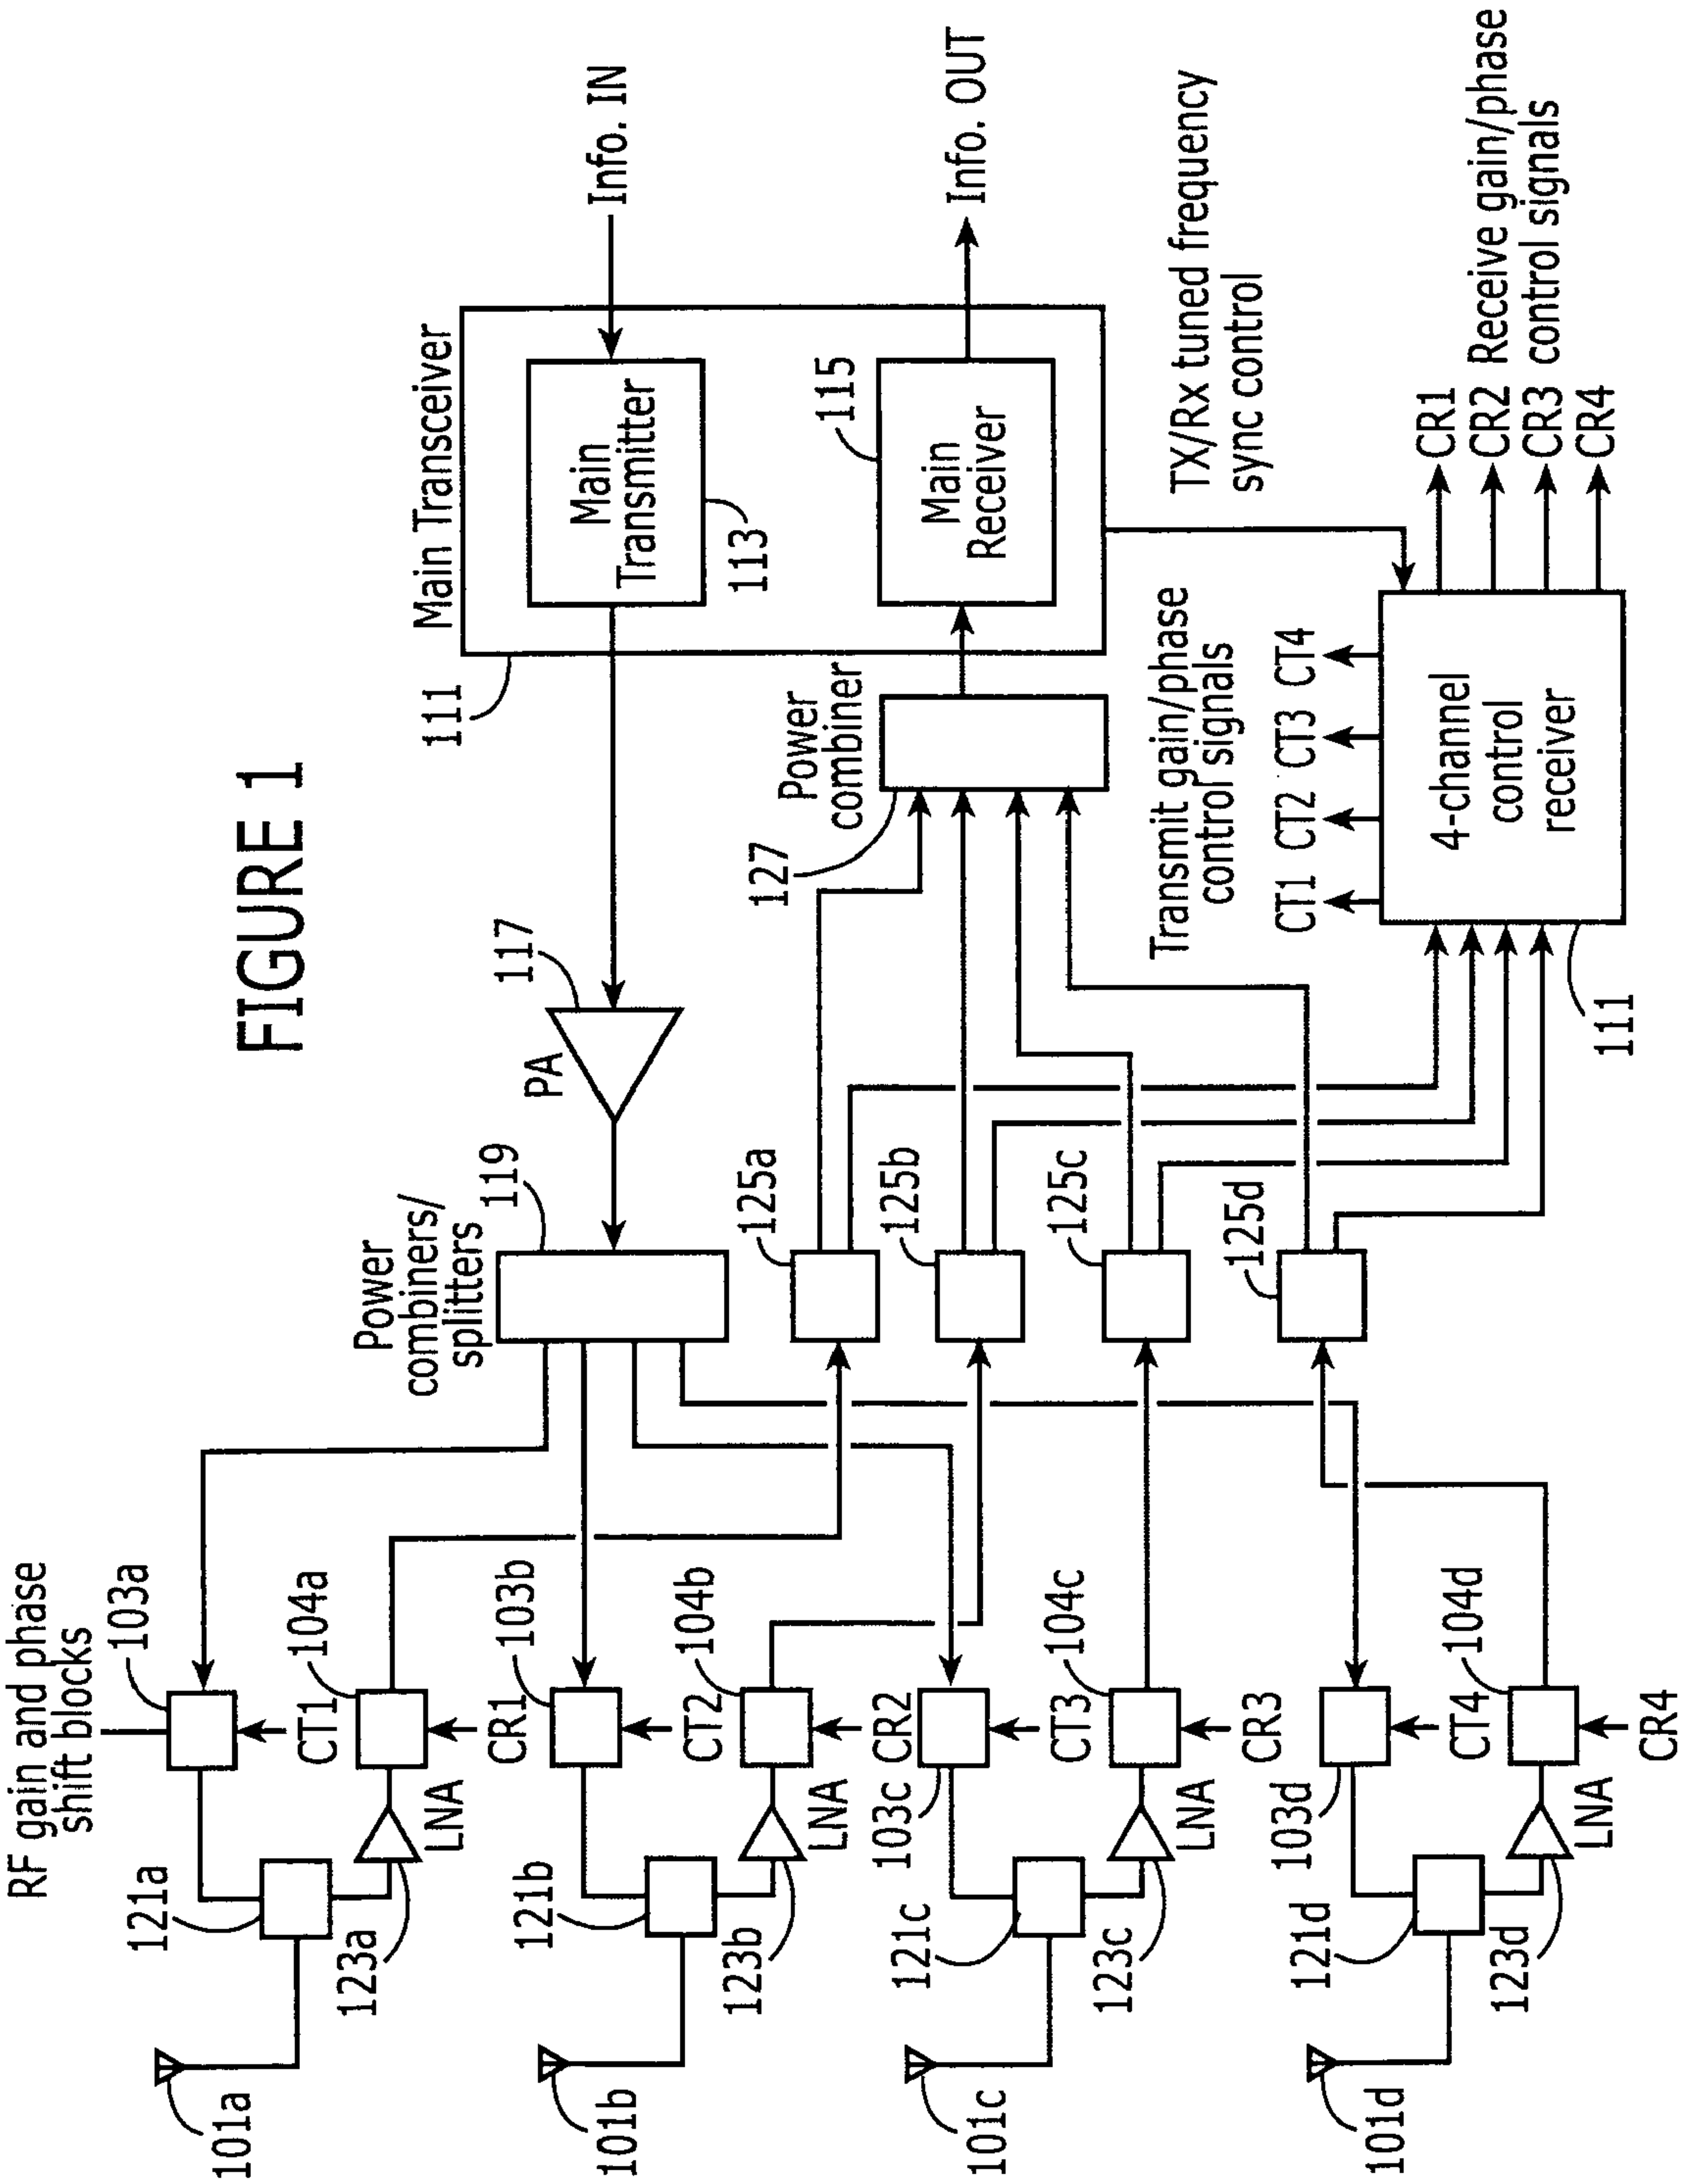 FIGURE 1
RF gain and phase
shift blocks
103a
121a
101a
123a
LNA
CT1
104a
CR1
103b
121b
101b
123b
LNA
CT2
104b
CR2
103c
121c
101c
123c
LNA
CT3
104c
CR3
103d
121d
101d
123d
LNA
CT4
104d
CR4
Power
combiners/
splitters
119
PA
117
125a
125b
125c
125d
Power
combiner
127
Main Transceiver
111
Main
Transmitter
113
Info. IN
Main
Receiver
115
Info. OUT
TX/Rx tuned frequency
sync control
Transmit gain/phase
control signals
CT1 CT2 CT3 CT4
4-channel
control
receiver
111
CR1
CR2 Receive gain/phase
CR3 control signals
CR4